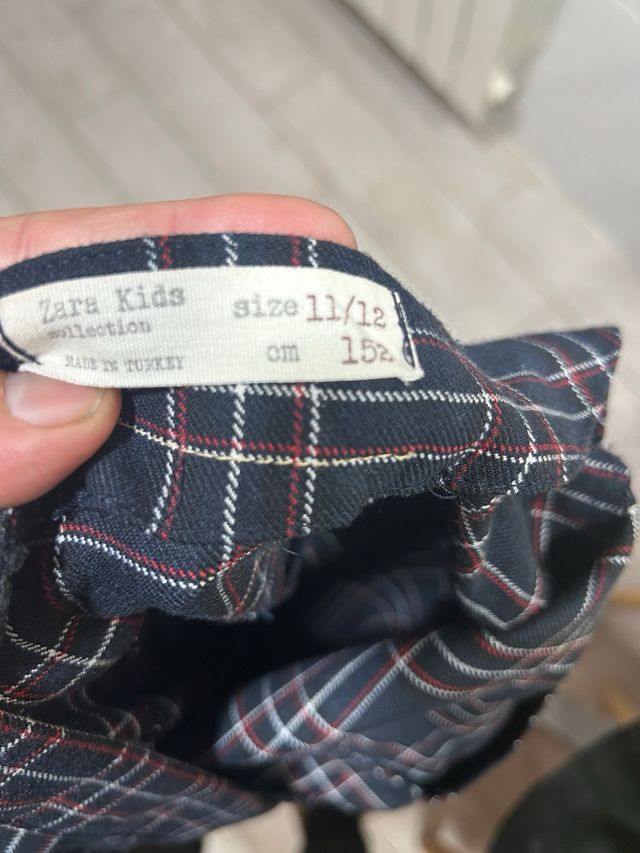 Zara Kids size 11/12
collection cm 152
MADE IN TURKEY